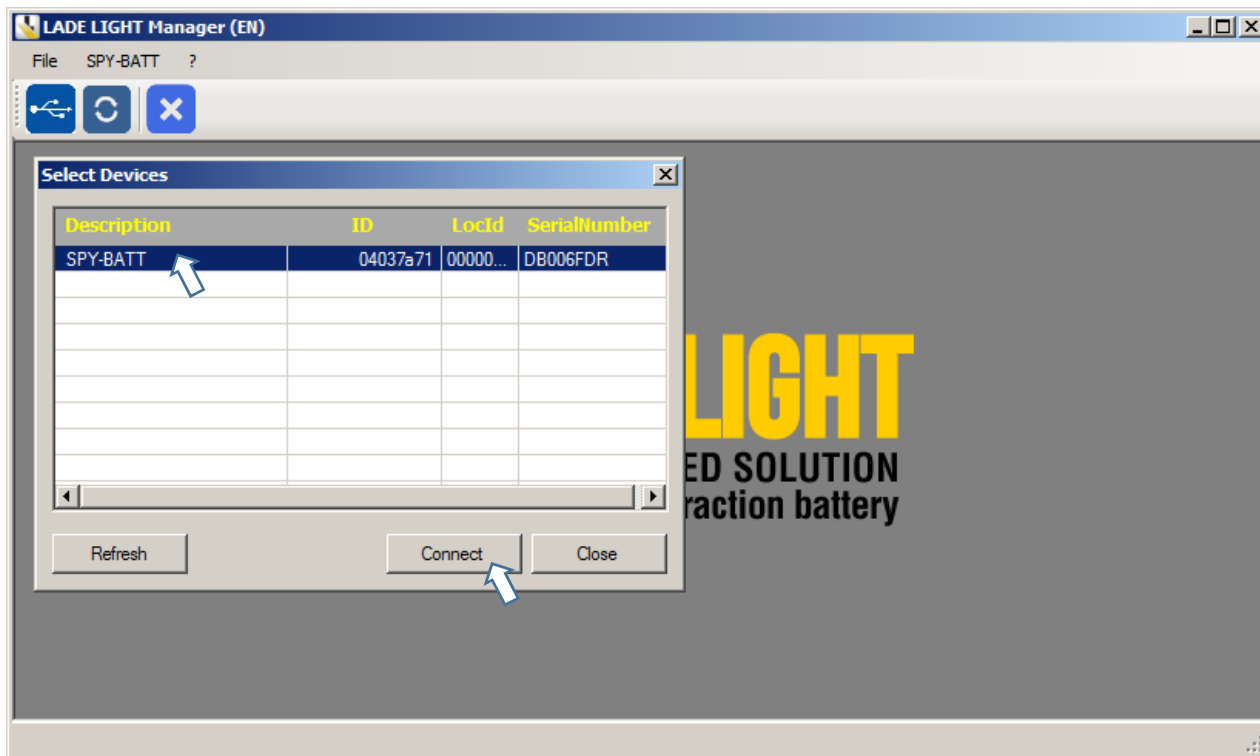 LADE LIGHT Manager (EN)
File SPY-BATT ?
Select Devices
Description ID LocId SerialNumber
SPY-BATT 04037a71 00000... DB006FDR
LIGHT
ED SOLUTION
raction battery
Refresh Connect Close